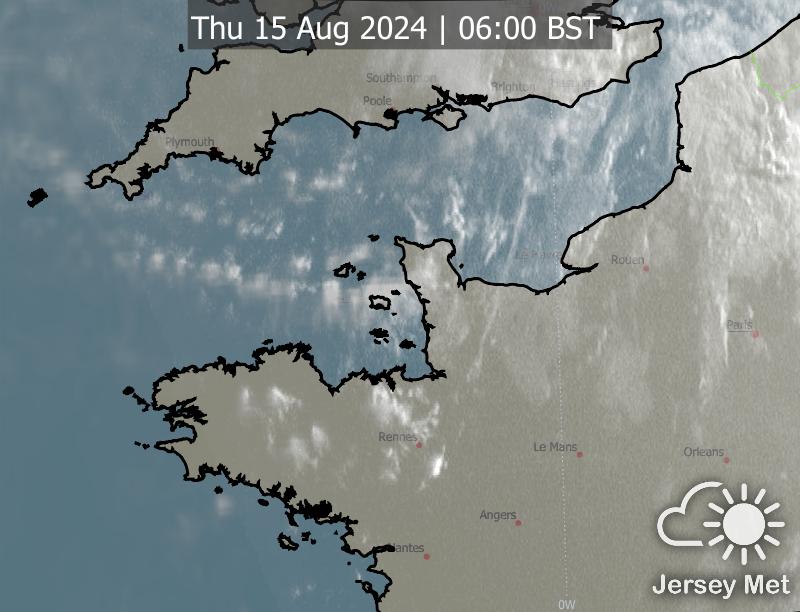 Thu 15 Aug 2024 | 06:00 BST
Southampton
Brighton
Hastings
Poole
Plymouth
Le Havre
Rouen
Paris
Rennes
Le Mans
Orleans
Angers
Nantes
0W
Jersey Met